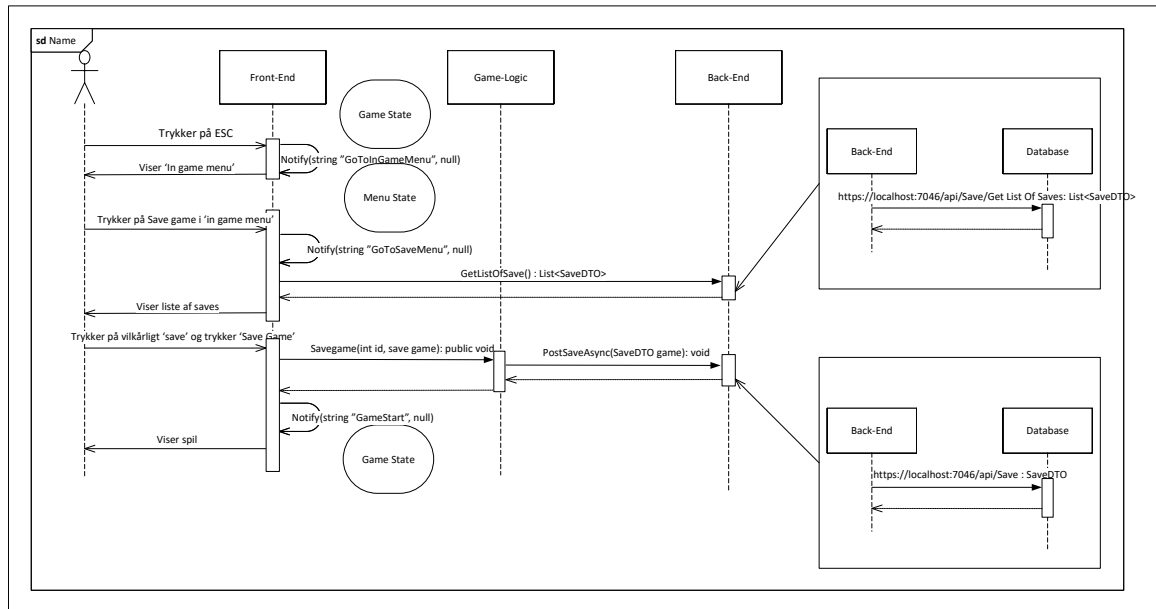 sd Name
Front-End
Game-Logic
Back-End
Game State
Trykker på ESC
Notify(string ”GoToInGameMenu”, null)
Viser ‘In game menu’
Menu State
Trykker på Save game i ‘in game menu’
Notify(string ”GoToSaveMenu”, null)
GetListOfSave() : List<SaveDTO>
Viser liste af saves
Trykker på vilkårligt ‘save’ og trykker ‘Save Game’
Savegame(int id, save game): public void
PostSaveAsync(SaveDTO game): void
Notify(string ”GameStart”, null)
Viser spil
Game State
Back-End
Database
https://localhost:7046/api/Save/Get List Of Saves: List<SaveDTO>
Back-End
Database
https://localhost:7046/api/Save : SaveDTO